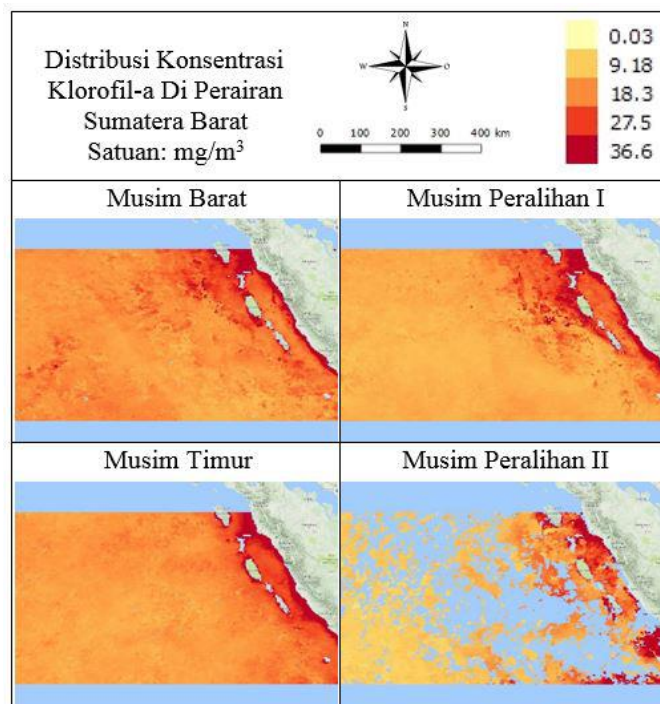 Distribusi Konsentrasi
Klorofil-a Di Perairan
Sumatera Barat
Satuan: mg/m³
N
W O
S
0 100 200 300 400 km
0.03
9.18
18.3
27.5
36.6
Musim Barat
Musim Peralihan I
Musim Timur
Musim Peralihan II